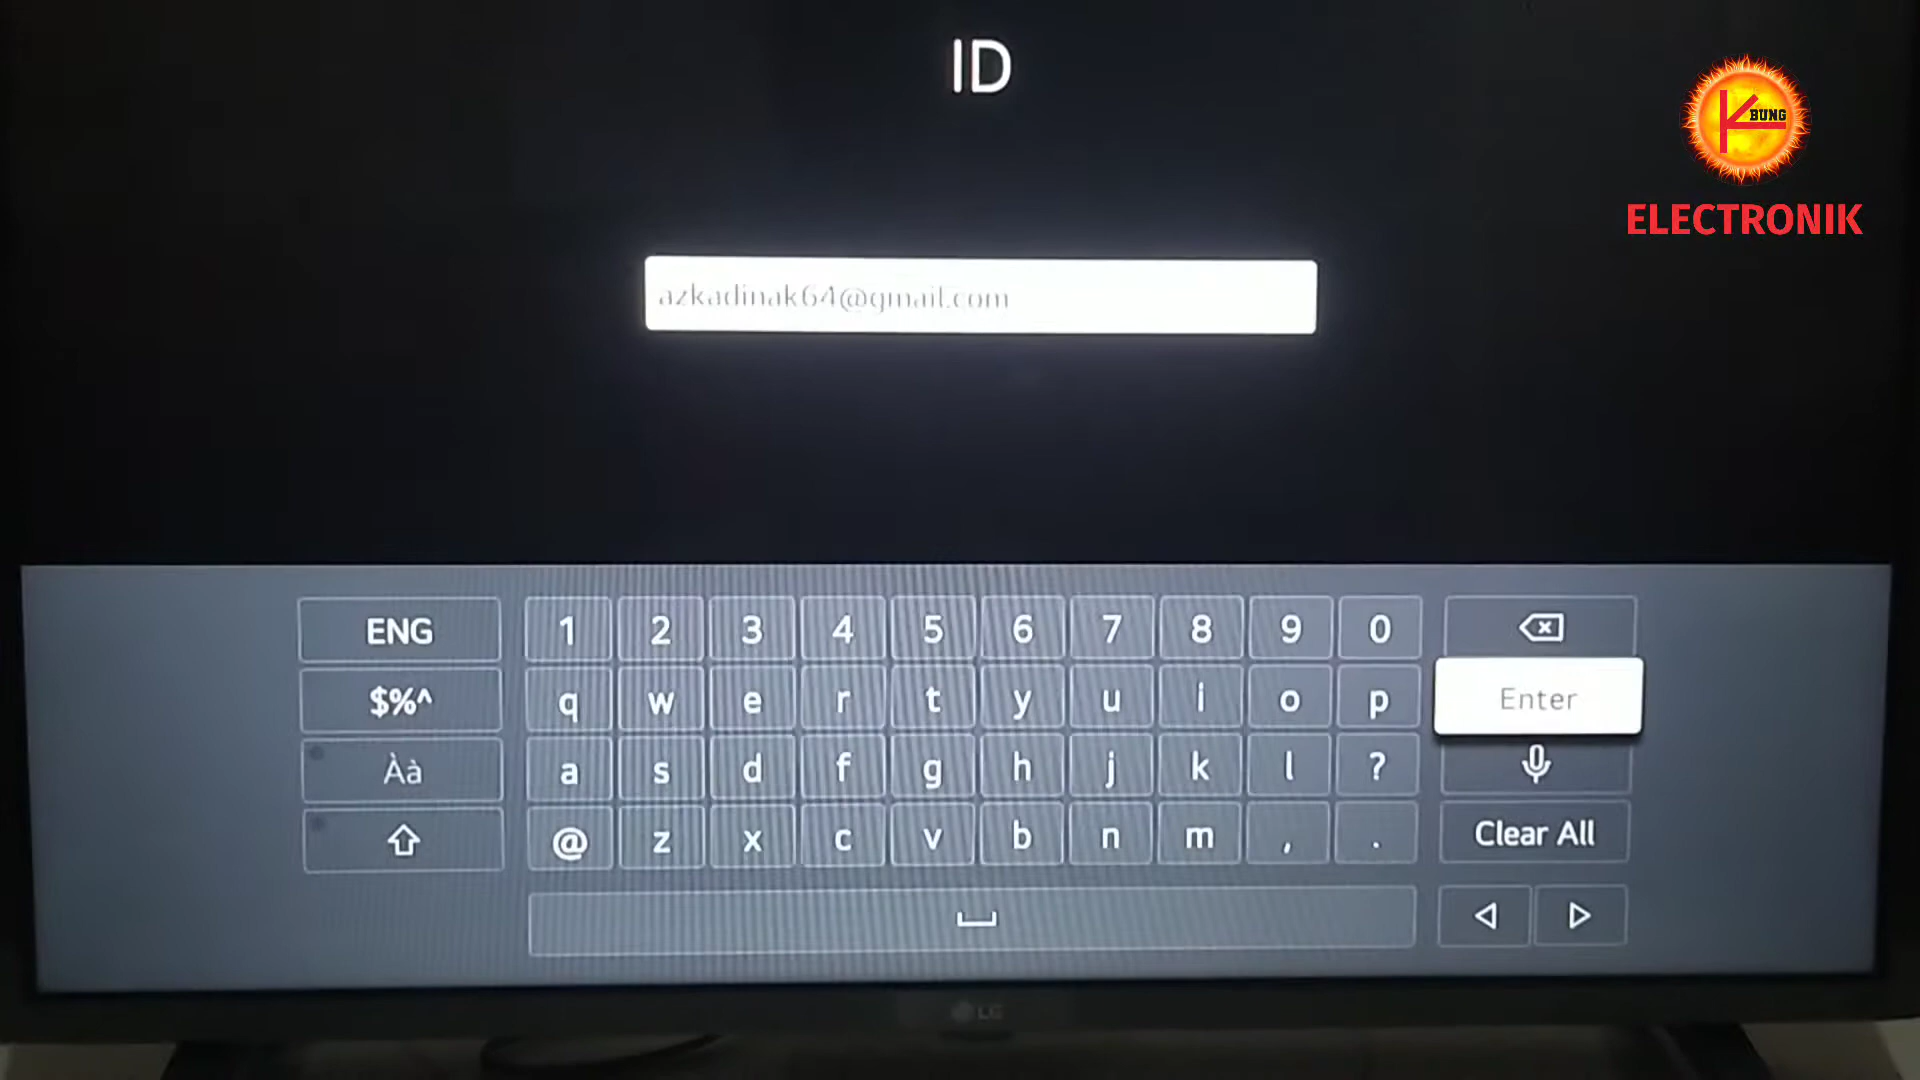 ID
BUNG
ELECTRONIK
azkadinak64@gmail.com
ENG 1 2 3 4 5 6 7 8 9 0
$%^ q w e r t y u i o p Enter
Àà a s d f g h j k l ?
@ z x c v b n m , . Clear All
LG